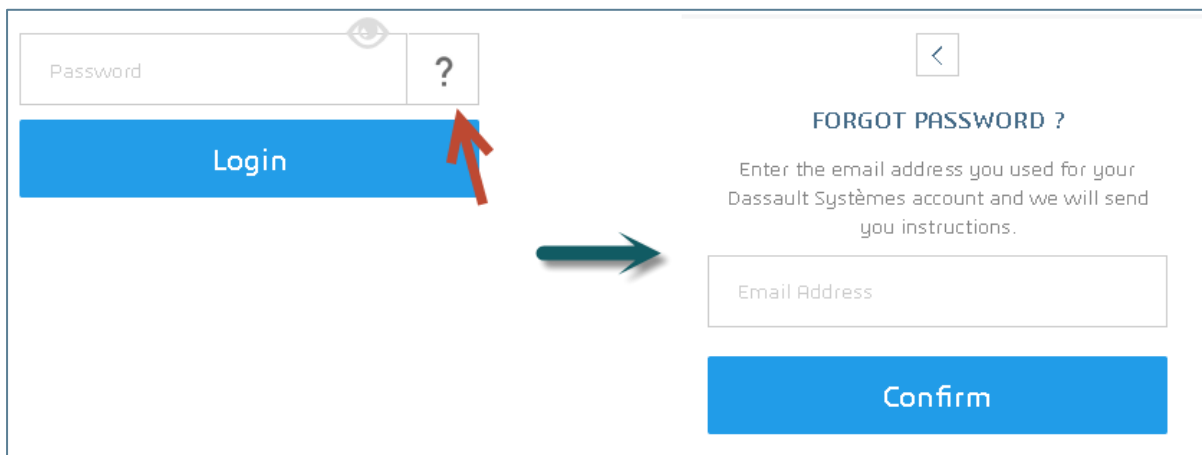 Password
?
Login
<
FORGOT PASSWORD ?
Enter the email address you used for your
Dassault Systèmes account and we will send
you instructions.
Email Address
Confirm